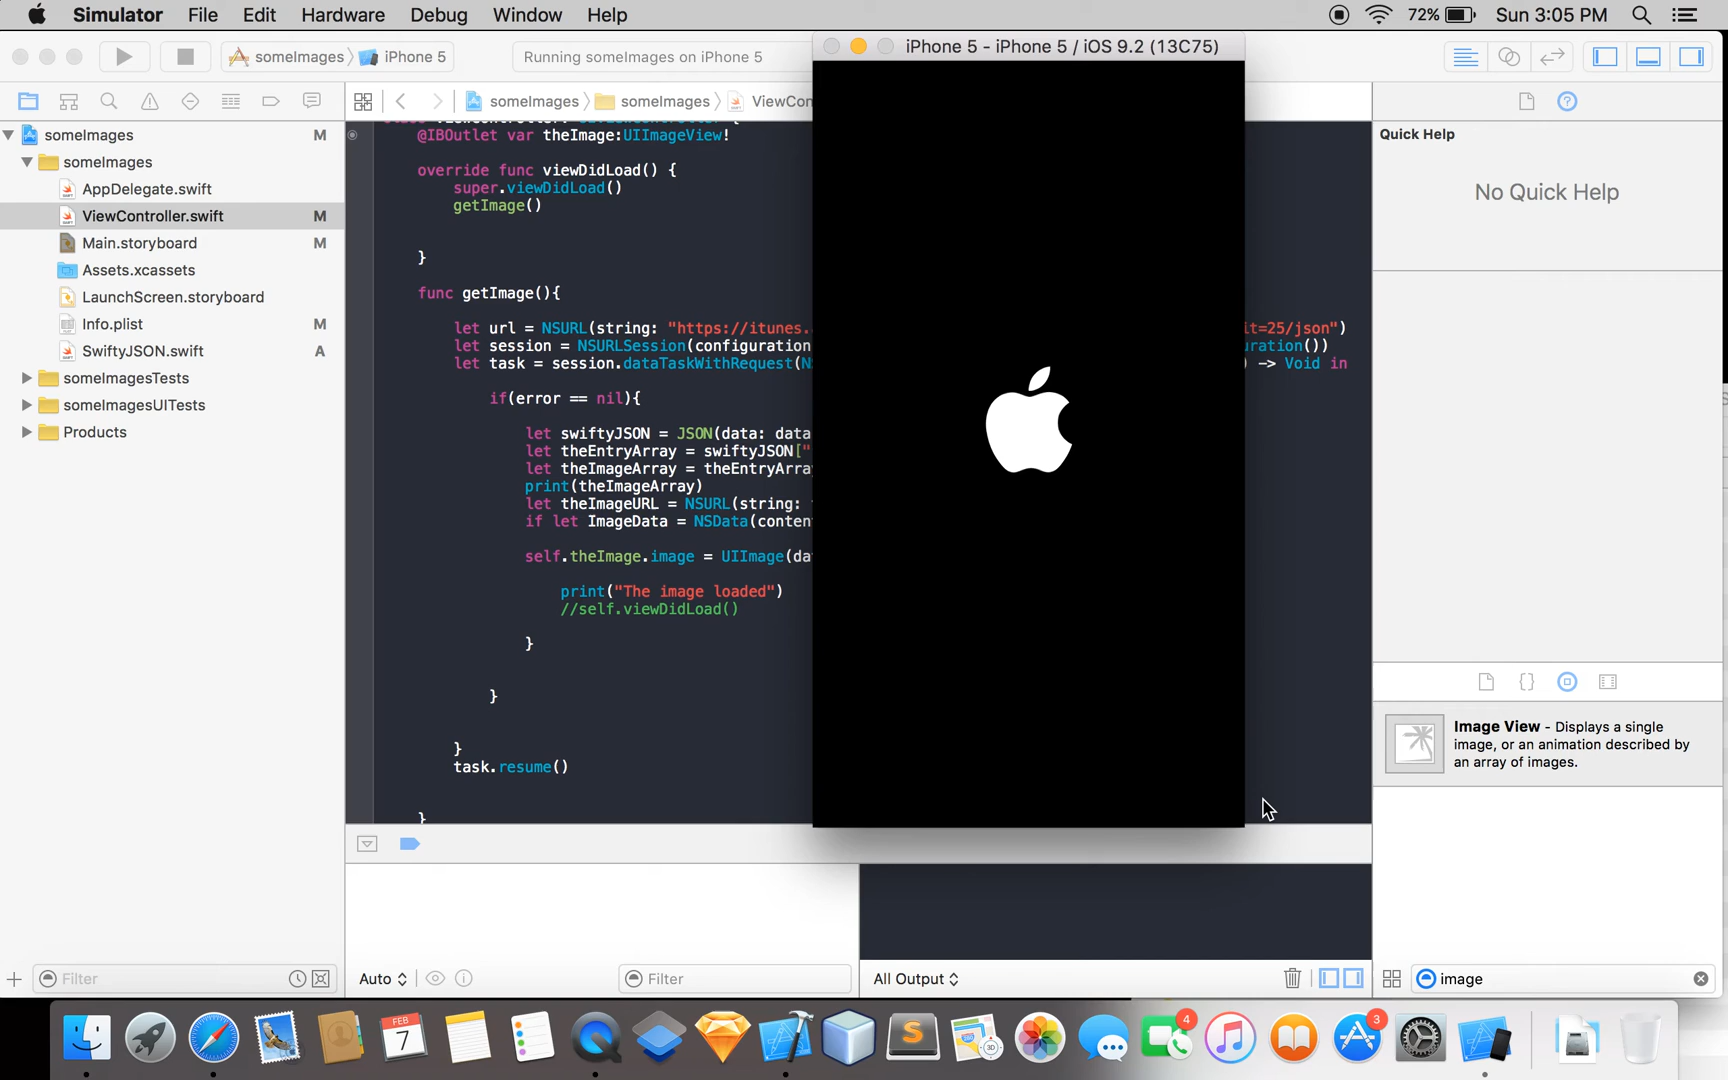 Simulator File Edit Hardware Debug Window Help 72% Sun 3:05 PM
someImages iPhone 5 Running someImages on iPhone 5
iPhone 5 - iPhone 5 / iOS 9.2 (13C75)
someImages someImages ViewCon
someImages M
someImages
AppDelegate.swift
ViewController.swift M
Main.storyboard M
Assets.xcassets
LaunchScreen.storyboard
Info.plist M
SwiftyJSON.swift A
someImagesTests
someImagesUITests
Products
@IBOutlet var theImage:UIImageView!
override func viewDidLoad() {
super.viewDidLoad()
getImage()
}
func getImage(){
let url = NSURL(string: "https://itunes. it=25/json")
let session = NSURLSession(configuration uration())
let task = session.dataTaskWithRequest(N ) -> Void in
if(error == nil){
let swiftyJSON = JSON(data: data
let theEntryArray = swiftyJSON["
let theImageArray = theEntryArra
print(theImageArray)
let theImageURL = NSURL(string:
if let ImageData = NSData(conten
self.theImage.image = UIImage(da
print("The image loaded")
//self.viewDidLoad()
}
}
}
task.resume()
}
Quick Help
No Quick Help
{}
Image View - Displays a single
image, or an animation described by
an array of images.
Filter
Auto
Filter
All Output
image
FEB
7
3D
4
3